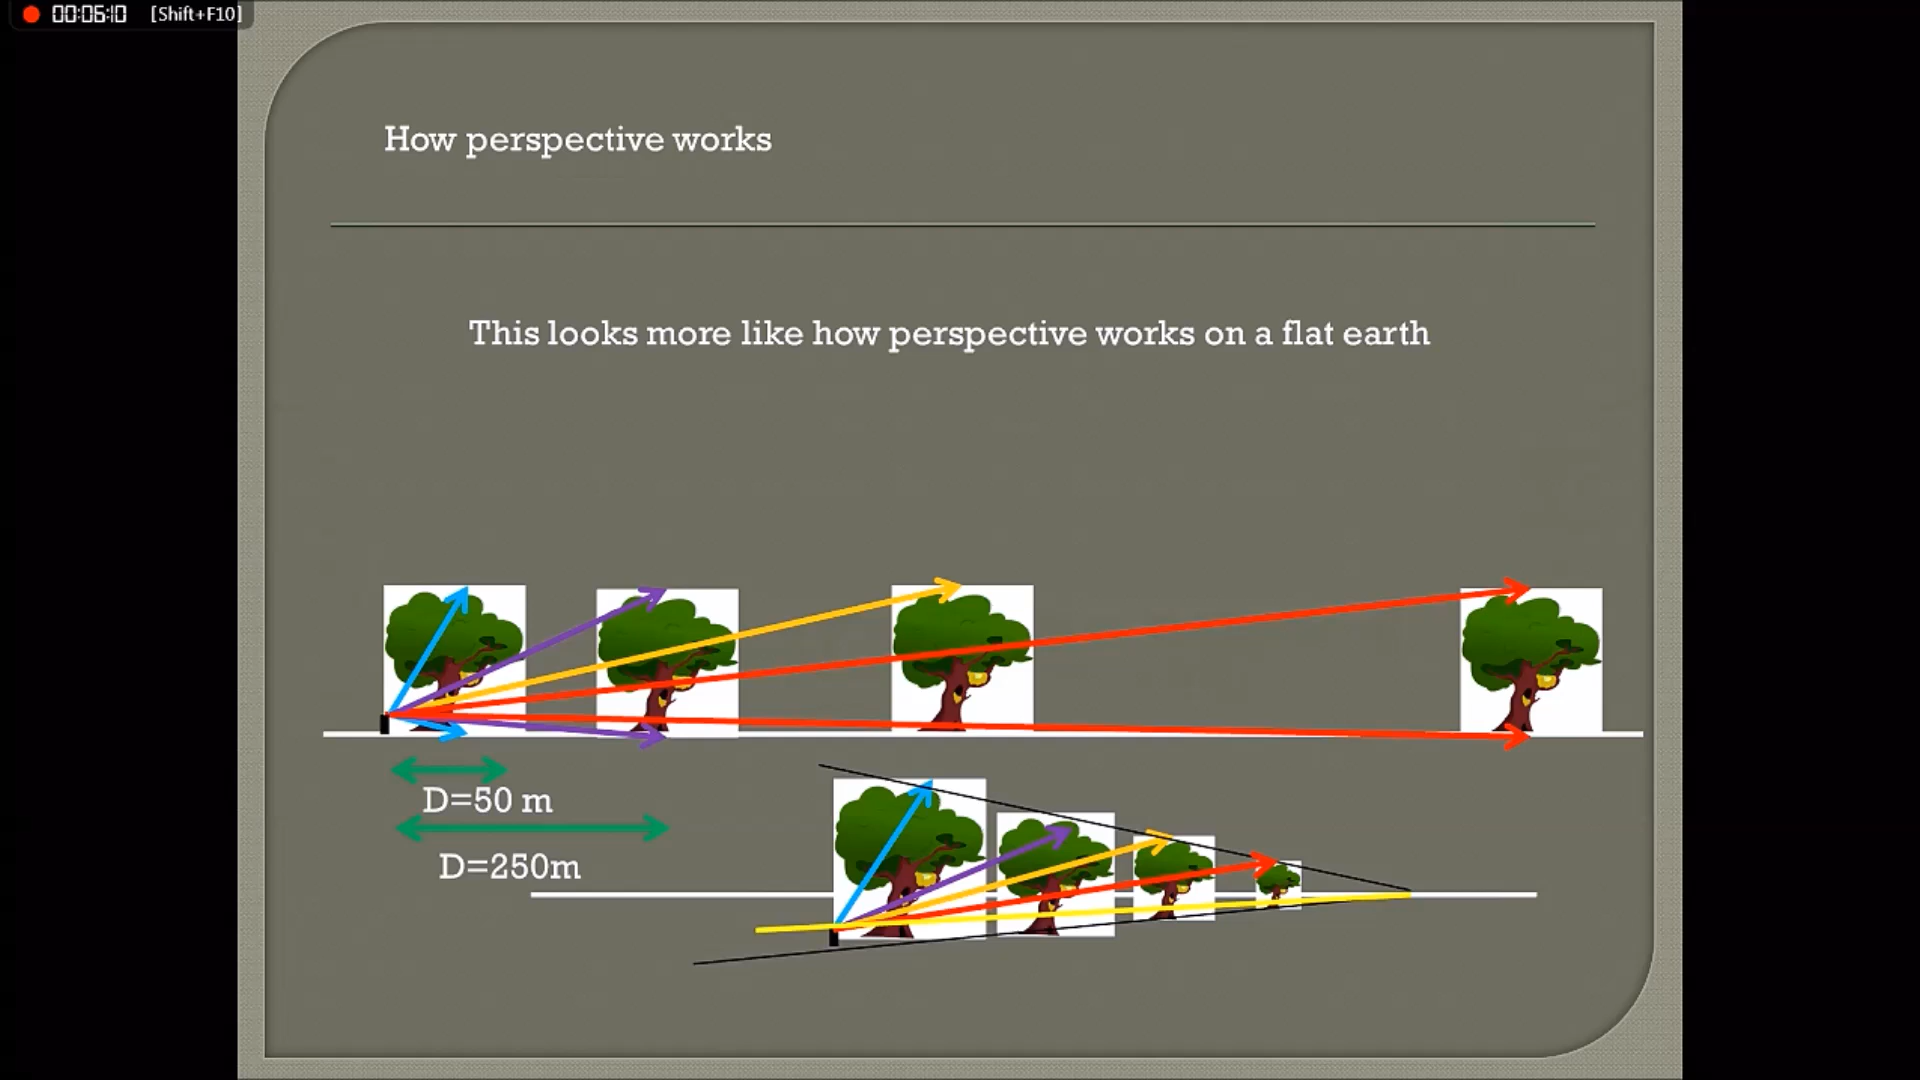 00:06:10 [Shift+F10]
How perspective works
This looks more like how perspective works on a flat earth
D=50 m
D=250m